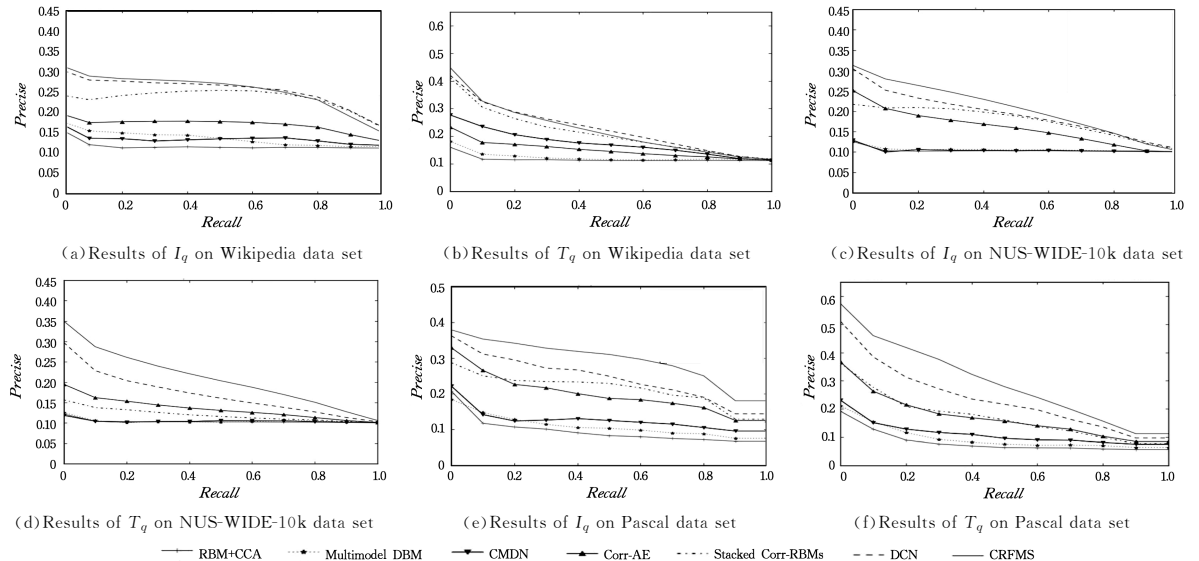 0.45 0.45
0.40 0.6 0.40
0.35 0.5 0.35
0.30 0.30
0.25 0.4 0.25
0.20 0.3 0.20
0.15 0.2 0.15
0.10 0.10
0.05 0.1 0.05
0 0 0
Precise Precise Precise
0 0.2 0.4 0.6 0.8 1.0 0 0.2 0.4 0.6 0.8 1.0 0 0.2 0.4 0.6 0.8 1.0
Recall Recall Recall
(a)Results of Iq on Wikipedia data set (b)Results of Tq on Wikipedia data set (c)Results of Iq on NUS-WIDE-10k data set
0.45 0.5
0.40 0.6
0.35 0.4 0.5
0.30
0.25 0.3 0.4
0.20 0.2 0.3
0.15 0.2
0.10 0.1
0.05 0.1
0 0 0
Precise Precise Precise
0 0.2 0.4 0.6 0.8 1.0 0 0.2 0.4 0.6 0.8 1.0 0 0.2 0.4 0.6 0.8 1.0
Recall Recall Recall
(d)Results of Tq on NUS-WIDE-10k data set (e)Results of Iq on Pascal data set (f)Results of Tq on Pascal data set
RBM+CCA Multimodel DBM CMDN Corr-AE Stacked Corr-RBMs DCN CRFMS